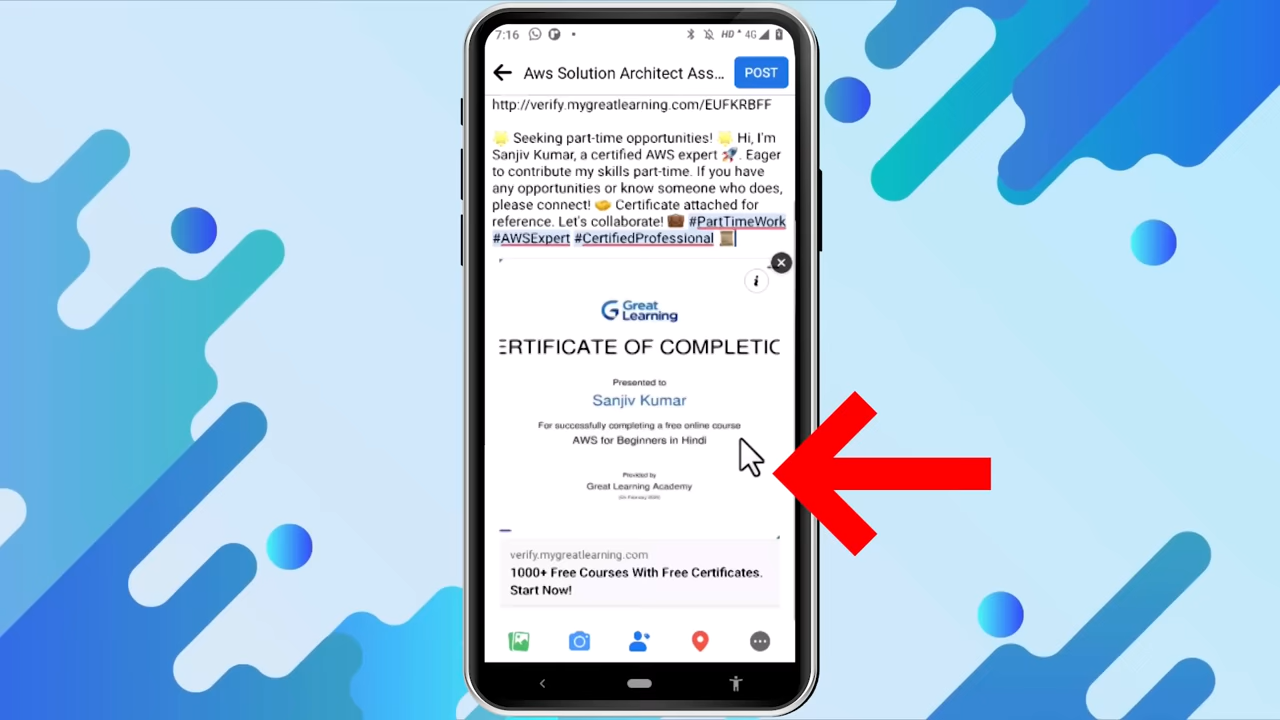 7:16 HD 4G
Aws Solution Architect Ass... POST
http://verify.mygreatlearning.com/EUFKRBFF
🌟 Seeking part-time opportunities! 🌟 Hi, I'm
Sanjiv Kumar, a certified AWS expert 🚀. Eager
to contribute my skills part-time. If you have
any opportunities or know someone who does,
please connect! 🤝 Certificate attached for
reference. Let's collaborate! 💼 #PartTimeWork
#AWSExpert #CertifiedProfessional 📜
i
Great
Learning
ERTIFICATE OF COMPLETIO
Presented to
Sanjiv Kumar
For successfully completing a free online course
AWS for Beginners in Hindi
Provided by
Great Learning Academy
verify.mygreatlearning.com
1000+ Free Courses With Free Certificates.
Start Now!